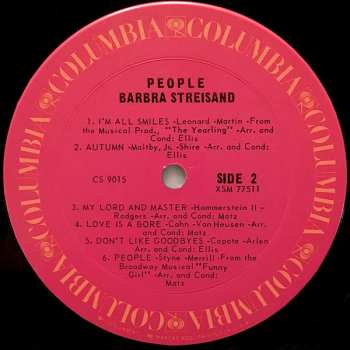 COLUMBIA COLUMBIA COLUMBIA COLUMBIA COLUMBIA COLUMBIA
PEOPLE
BARBRA STREISAND
1. I'M ALL SMILES -Leonard -Martin -From
the Musical Prod., "The Yearling" -Arr. and
Cond: Ellis
2. AUTUMN -Maltby, Jr. -Shire -Arr. and Cond:
Ellis
CS 9015
SIDE 2
XSM 77511
3. MY LORD AND MASTER -Hammerstein II -
Rodgers -Arr. and Cond: Matz
4. LOVE IS A BORE -Cahn -Van Heusen -Arr.
and Cond: Matz
5. DON'T LIKE GOODBYES -Capote -Arlen
-Arr. and Cond: Matz
6. PEOPLE -Styne -Merrill -From the
Broadway Musical "Funny
Girl" -Arr. and Cond:
Matz